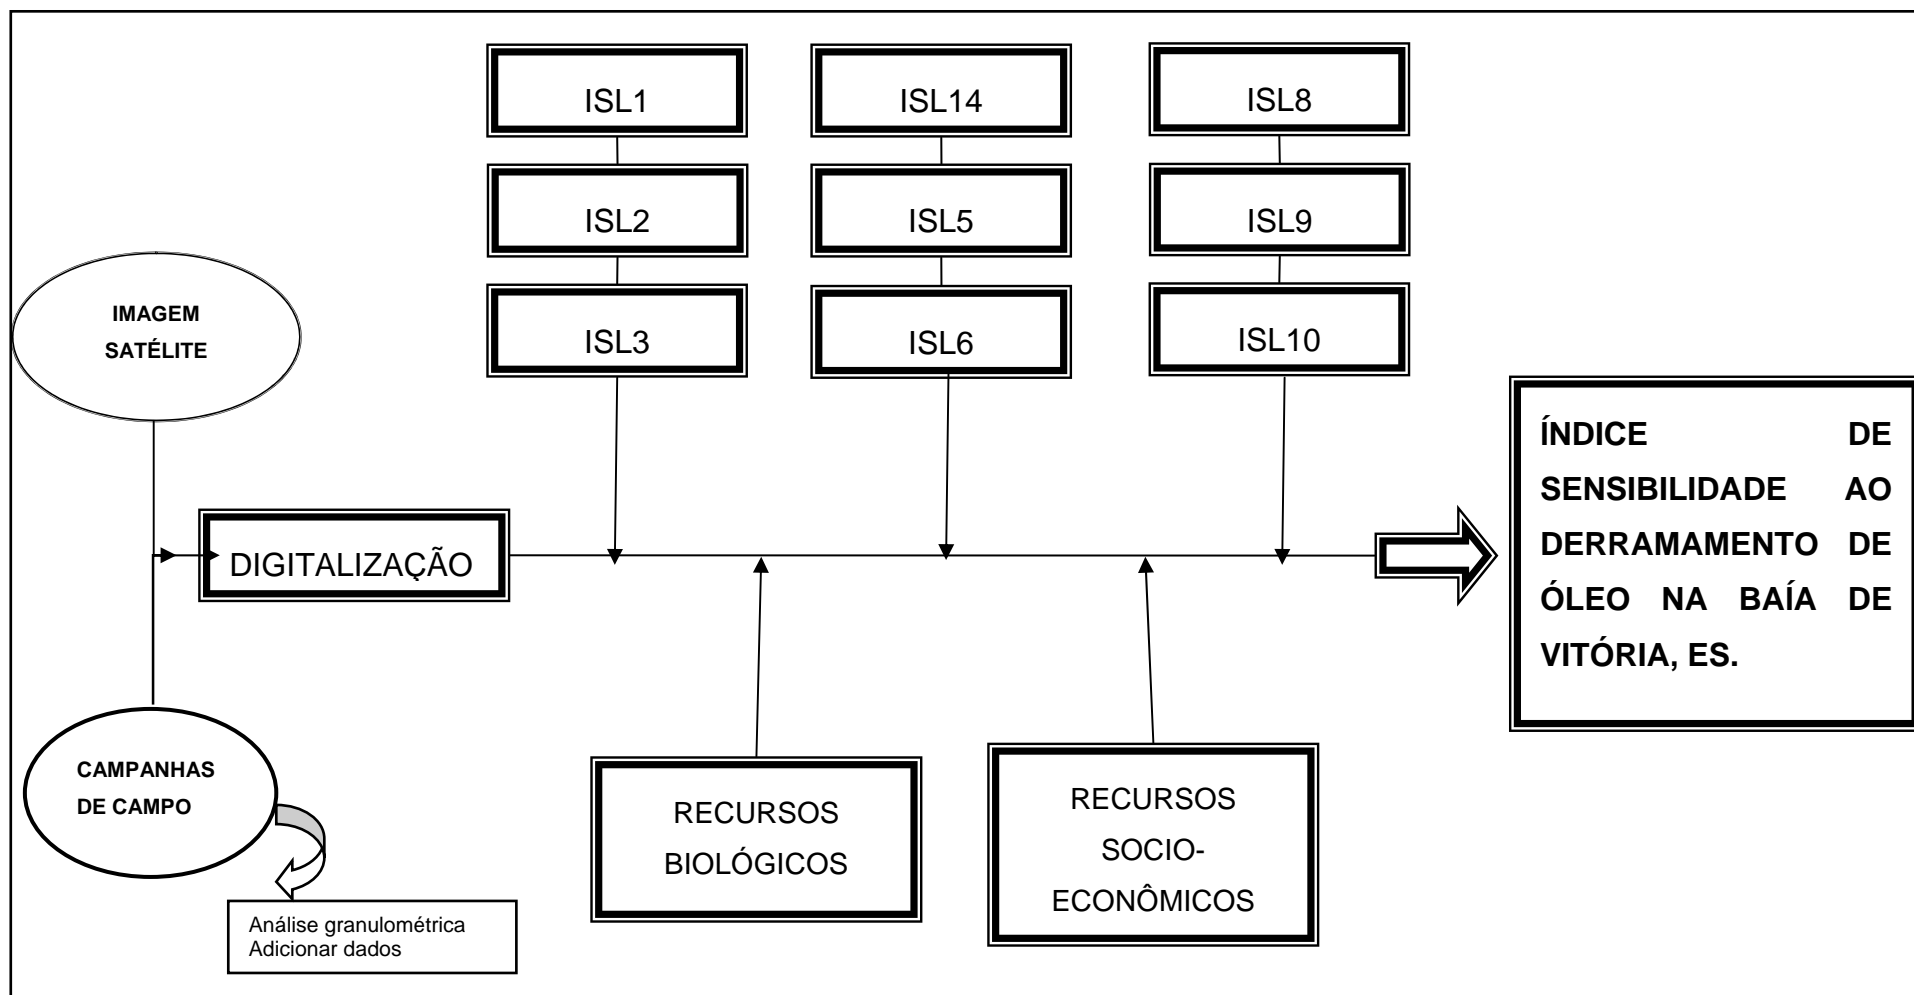 ISL1
ISL14
ISL8
ISL2
ISL5
ISL9
ISL3
ISL6
ISL10
IMAGEM
SATÉLITE
DIGITALIZAÇÃO
CAMPANHAS
DE CAMPO
Análise granulométrica
Adicionar dados
RECURSOS
BIOLÓGICOS
RECURSOS
SOCIO-
ECONÔMICOS
ÍNDICE DE
SENSIBILIDADE AO
DERRAMAMENTO DE
ÓLEO NA BAÍA DE
VITÓRIA, ES.